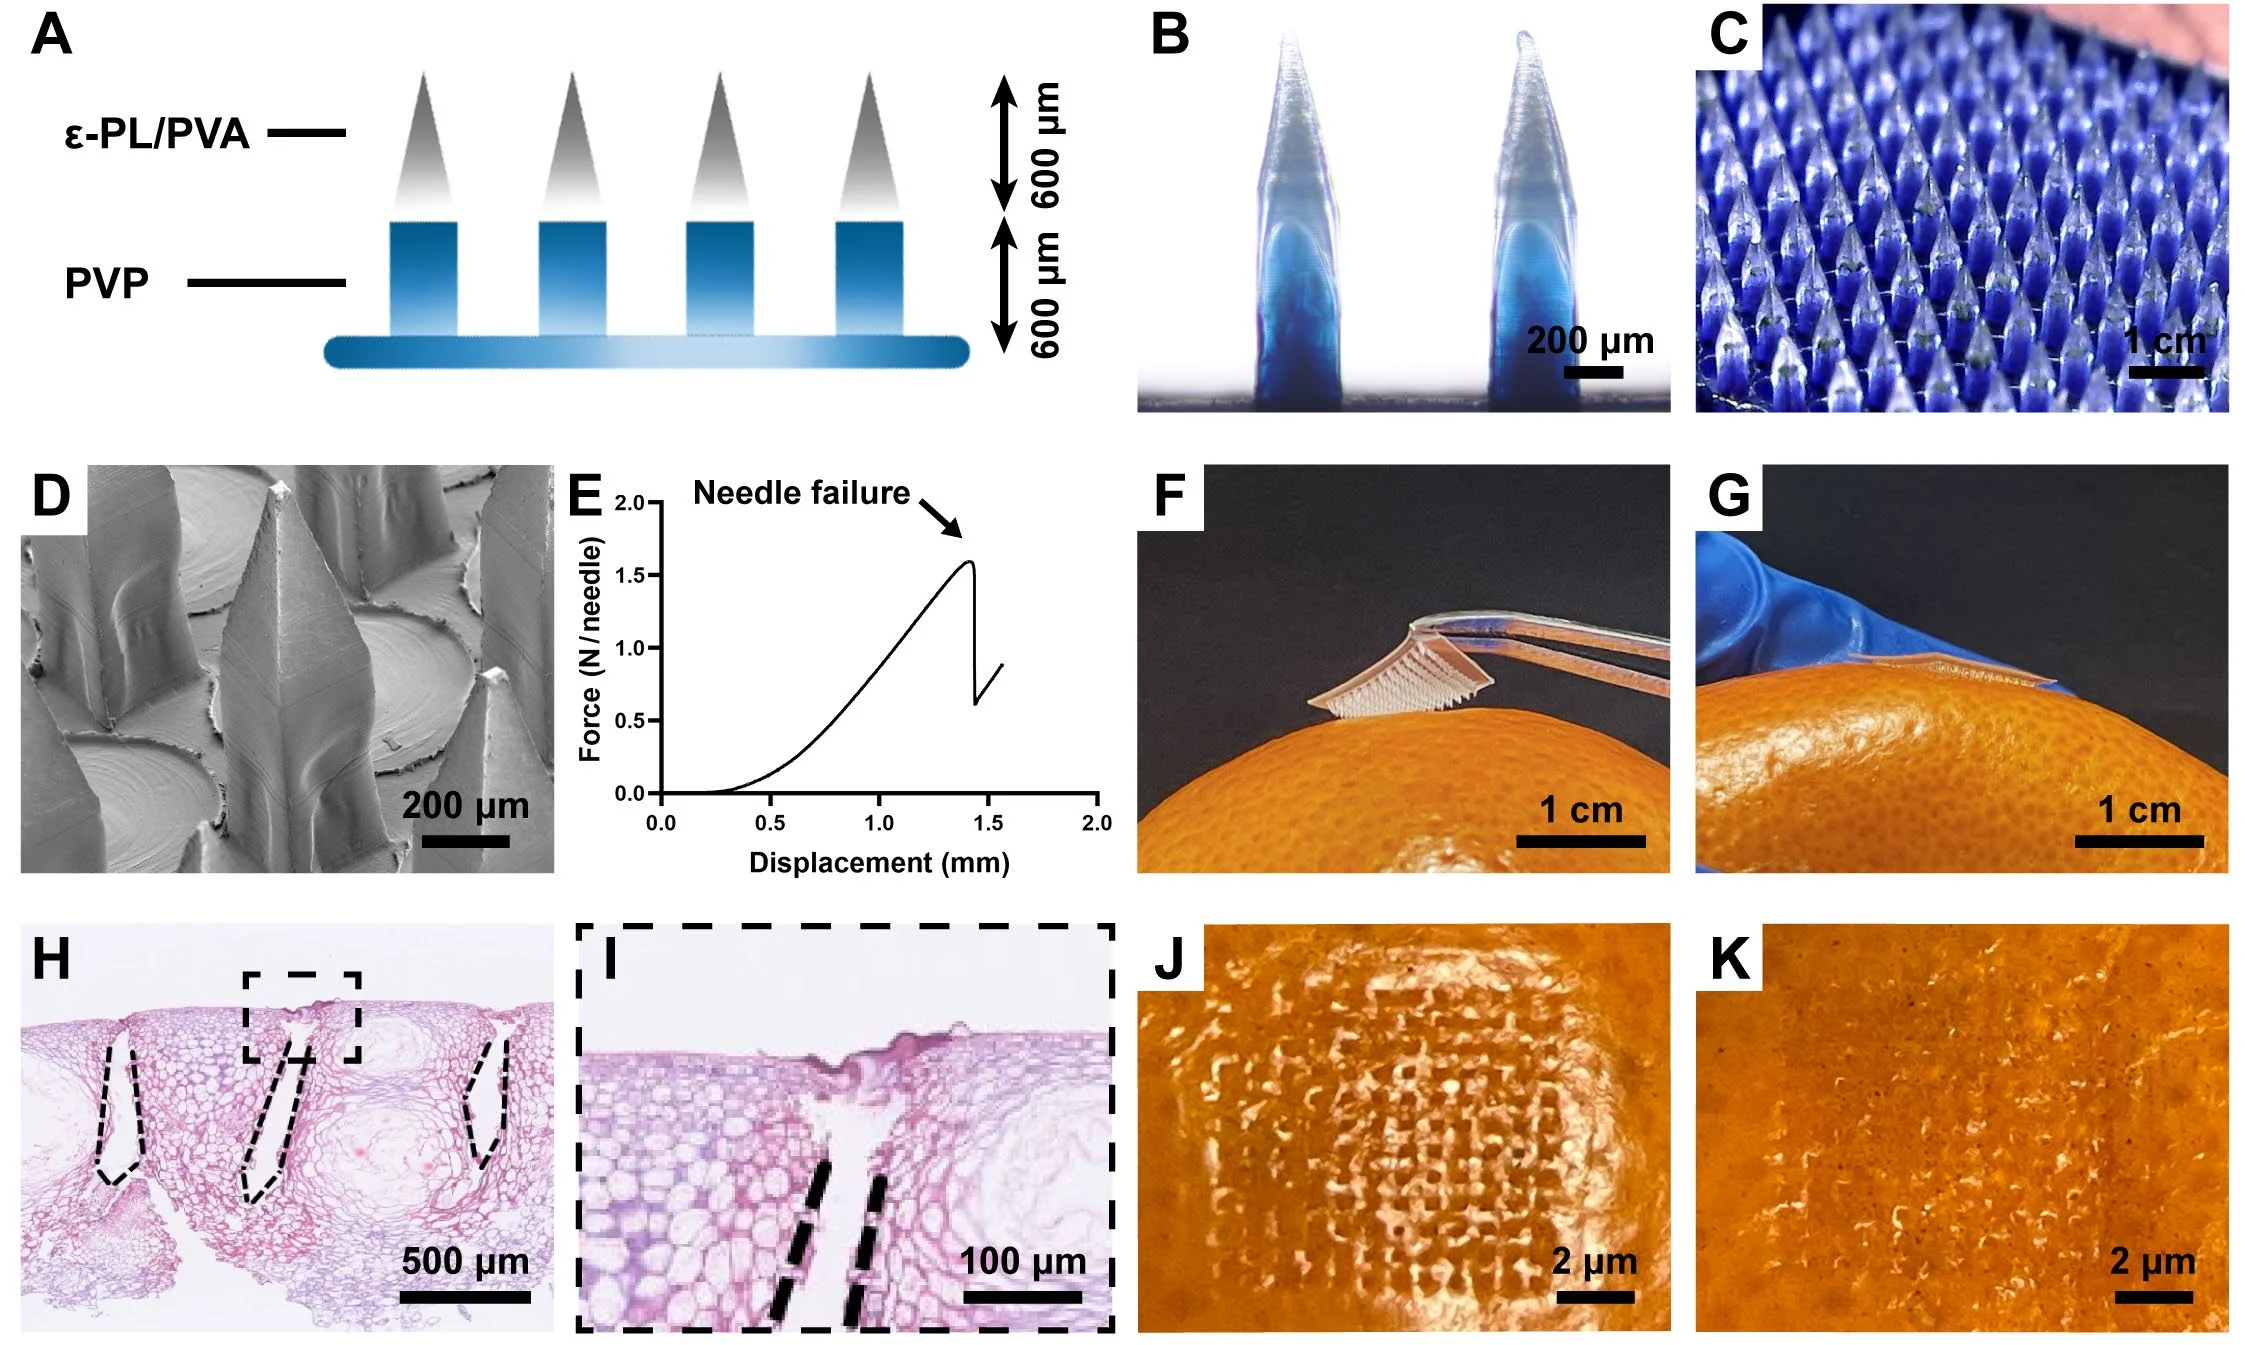 A
ε-PL/PVA
PVP
600 μm
600 μm
B
200 μm
C
1 cm
D
200 μm
E
Needle failure
Force (N/needle)
2.0
1.5
1.0
0.5
0.0
0.0 0.5 1.0 1.5 2.0
Displacement (mm)
F
1 cm
G
1 cm
H
500 μm
I
100 μm
J
2 μm
K
2 μm